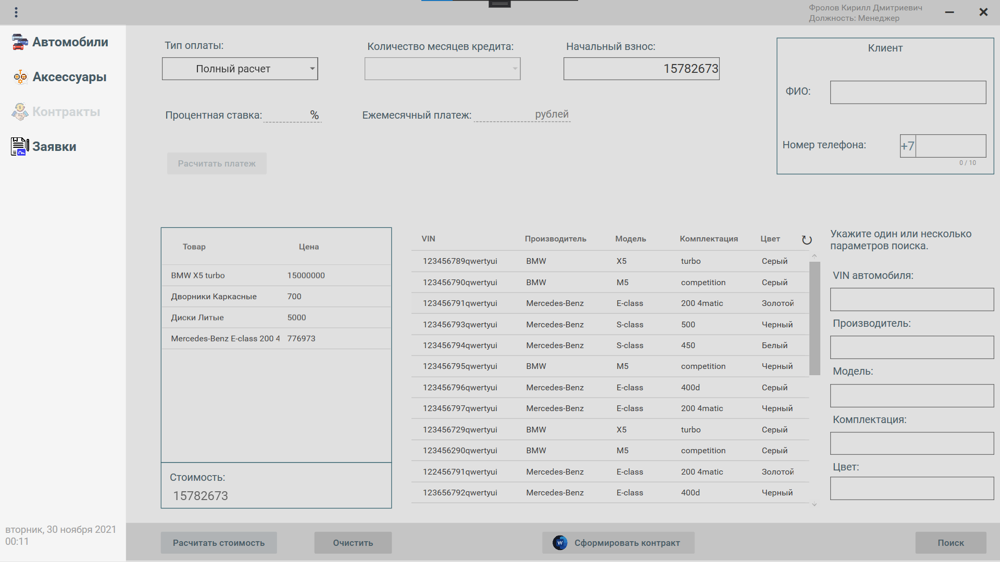 Фролов Кирилл Дмитриевич
Должность: Менеджер
Автомобили
Аксессуары
Контракты
Заявки
Тип оплаты:
Полный расчет
Количество месяцев кредита:
Начальный взнос:
15782673
Процентная ставка: %
Ежемесячный платеж: рублей
Расчитать платеж
Клиент
ФИО:
Номер телефона: +7
0 / 10
Товар Цена
BMW X5 turbo 15000000
Дворники Каркасные 700
Диски Литые 5000
Mercedes-Benz E-class 200 4 776973
Стоимость:
15782673
VIN Производитель Модель Комплектация Цвет
123456789qwertyui BMW X5 turbo Серый
123456790qwertyui BMW M5 competition Серый
123456791qwertyui Mercedes-Benz E-class 200 4matic Золотой
123456793qwertyui Mercedes-Benz S-class 500 Черный
123456794qwertyui Mercedes-Benz S-class 450 Белый
123456795qwertyui BMW M5 competition Черный
123456796qwertyui Mercedes-Benz E-class 400d Серый
123456797qwertyui Mercedes-Benz E-class 200 4matic Черный
123456729qwertyui BMW X5 turbo Серый
123456290qwertyui BMW M5 competition Серый
122456791qwertyui Mercedes-Benz E-class 200 4matic Золотой
123656792qwertyui Mercedes-Benz E-class 400d Черный
Укажите один или несколько
параметров поиска.
VIN автомобиля:
Производитель:
Модель:
Комплектация:
Цвет:
вторник, 30 ноября 2021
00:11
Расчитать стоимость
Очистить
W Сформировать контракт
Поиск